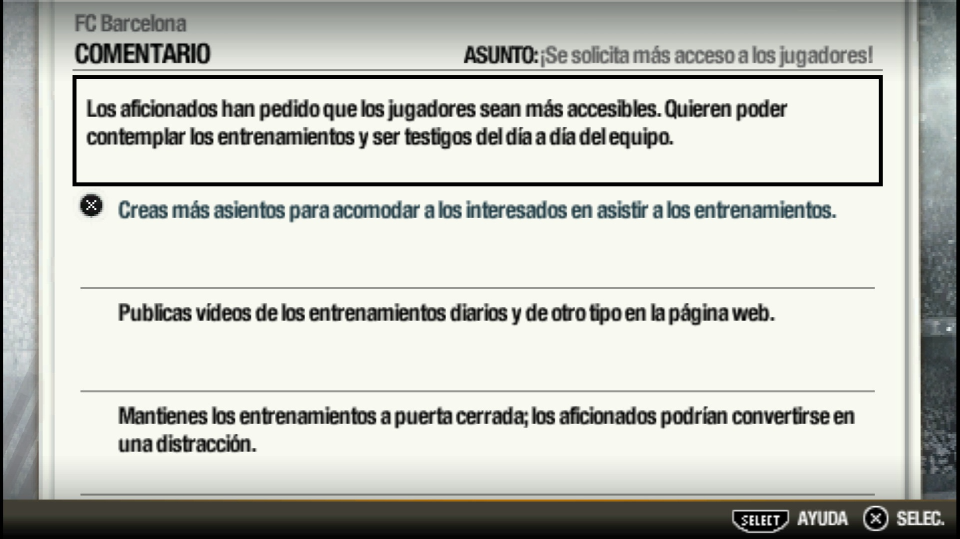 FC Barcelona
COMENTARIO
ASUNTO: ¡Se solicita más acceso a los jugadores!
Los aficionados han pedido que los jugadores sean más accesibles. Quieren poder
contemplar los entrenamientos y ser testigos del día a día del equipo.
Creas más asientos para acomodar a los interesados en asistir a los entrenamientos.
Publicas vídeos de los entrenamientos diarios y de otro tipo en la página web.
Mantienes los entrenamientos a puerta cerrada; los aficionados podrían convertirse en
una distracción.
SELECT AYUDA SELEC.